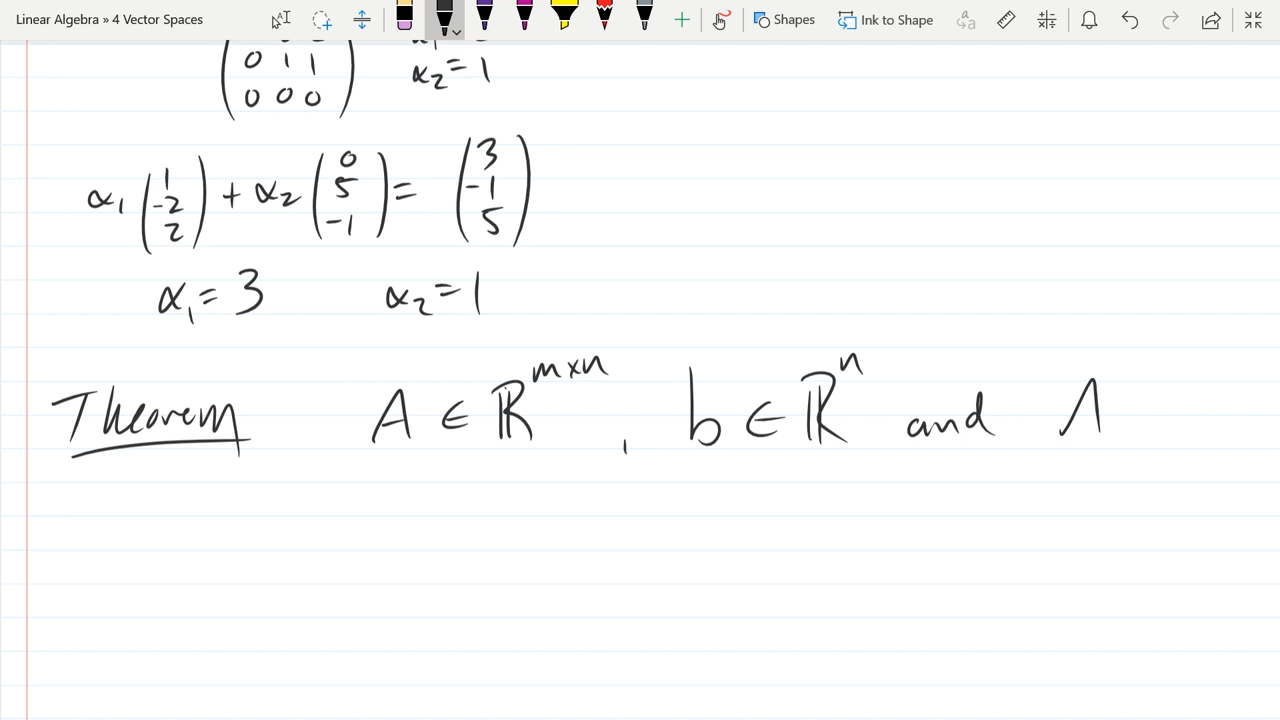 Linear Algebra » 4 Vector Spaces
Shapes
Ink to Shape
0 1 1
α₂ = 1
0 0 0
α₁ (1 -2 2) + α₂ (0 5 -1) = (3 -1 5)
α₁ = 3 α₂ = 1
Theorem A ∈ ℝ^{m×n}, b ∈ ℝ^n and